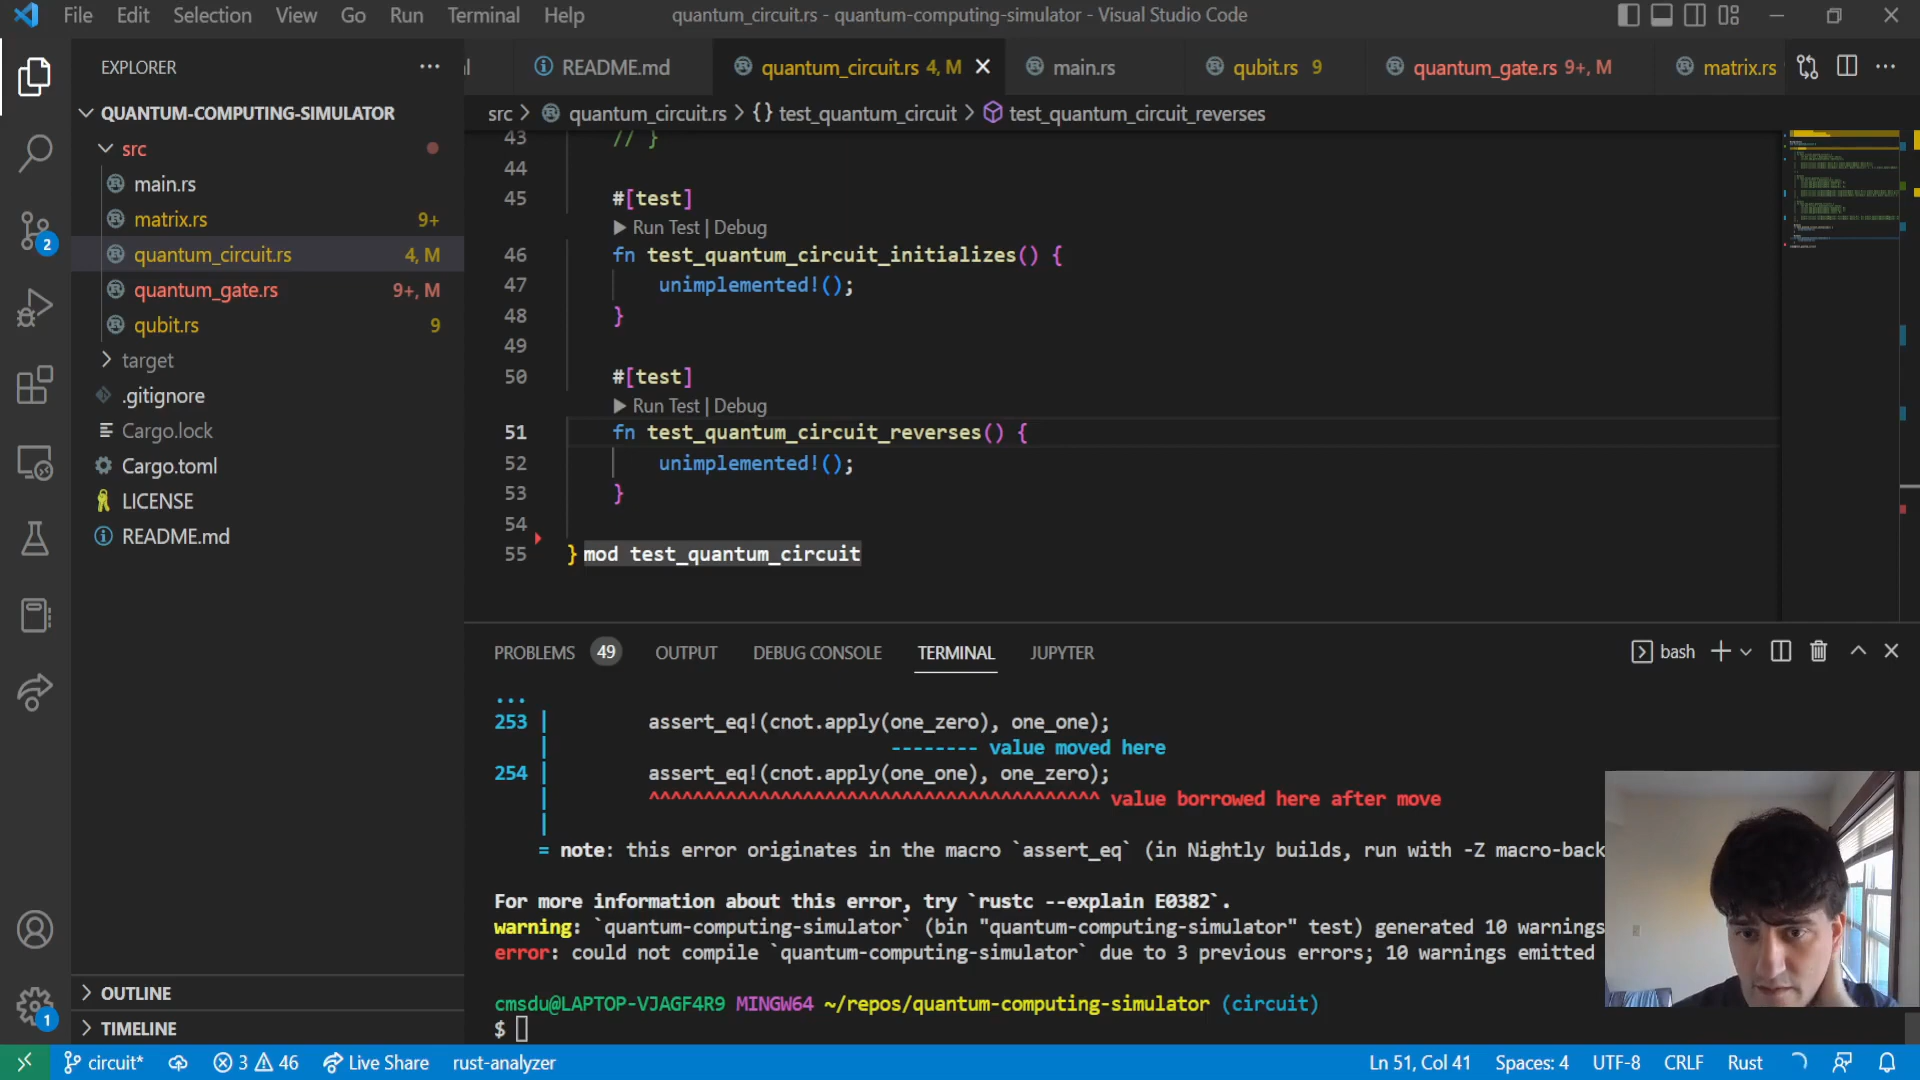 File Edit Selection View Go Run Terminal Help
quantum_circuit.rs - quantum-computing-simulator - Visual Studio Code
EXPLORER
README.md
quantum_circuit.rs 4, M
main.rs
qubit.rs 9
quantum_gate.rs 9+, M
matrix.rs
QUANTUM-COMPUTING-SIMULATOR
src
main.rs
matrix.rs 9+
quantum_circuit.rs 4, M
quantum_gate.rs 9+, M
qubit.rs 9
target
.gitignore
Cargo.lock
Cargo.toml
LICENSE
README.md
OUTLINE
TIMELINE
2
1
src > quantum_circuit.rs > {} test_quantum_circuit > test_quantum_circuit_reverses
43 // }
44
45 #[test]
Run Test | Debug
46 fn test_quantum_circuit_initializes() {
47 unimplemented!();
48 }
49
50 #[test]
Run Test | Debug
51 fn test_quantum_circuit_reverses() {
52 unimplemented!();
53 }
54
55 } mod test_quantum_circuit
PROBLEMS 49 OUTPUT DEBUG CONSOLE TERMINAL JUPYTER
bash
...
253 | assert_eq!(cnot.apply(one_zero), one_one);
| -------- value moved here
254 | assert_eq!(cnot.apply(one_one), one_zero);
| ^^^^^^^^^^^^^^^^^^^^^^^^^^^^^^^^^^^^^^^^^ value borrowed here after move
|
= note: this error originates in the macro `assert_eq` (in Nightly builds, run with -Z macro-back
For more information about this error, try `rustc --explain E0382`.
warning: `quantum-computing-simulator` (bin "quantum-computing-simulator" test) generated 10 warnings
error: could not compile `quantum-computing-simulator` due to 3 previous errors; 10 warnings emitted
cmsdu@LAPTOP-VJAGF4R9 MINGW64 ~/repos/quantum-computing-simulator (circuit)
$
circuit* 3 46 Live Share rust-analyzer
Ln 51, Col 41 Spaces: 4 UTF-8 CRLF Rust